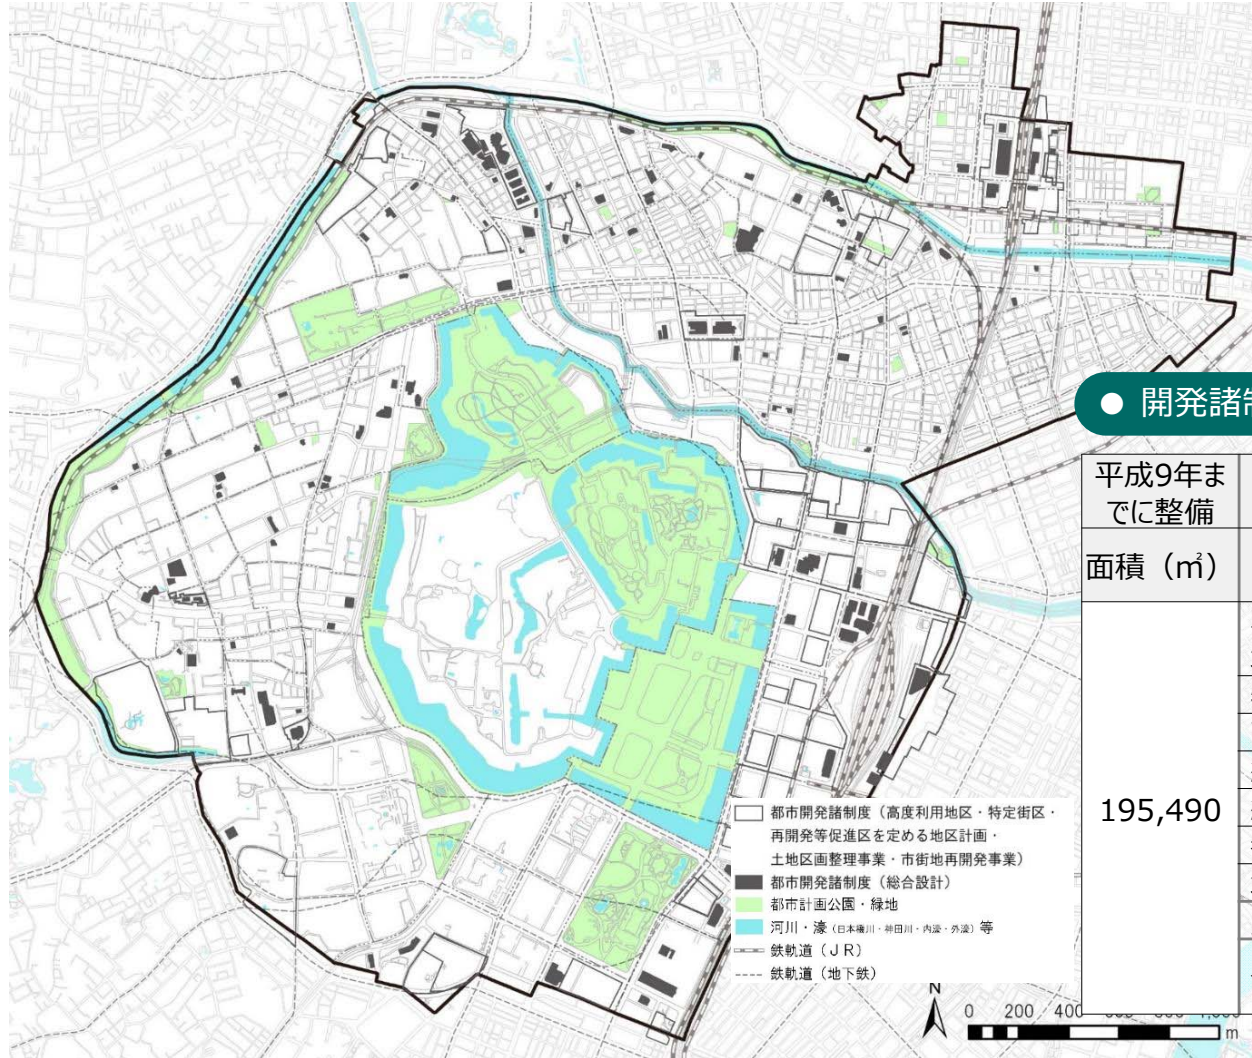 ● 開発諸
平成9年ま
でに整備
面積（㎡）
195,490
都市開発諸制度（高度利用地区・特定街区・
再開発等促進区を定める地区計画・
土地区画整理事業・市街地再開発事業）
都市開発諸制度（総合設計）
都市計画公園・緑地
河川・濠（日本橋川・神田川・内濠・外濠）等
鉄軌道（ＪＲ）
鉄軌道（地下鉄）
N
0 200 400
m